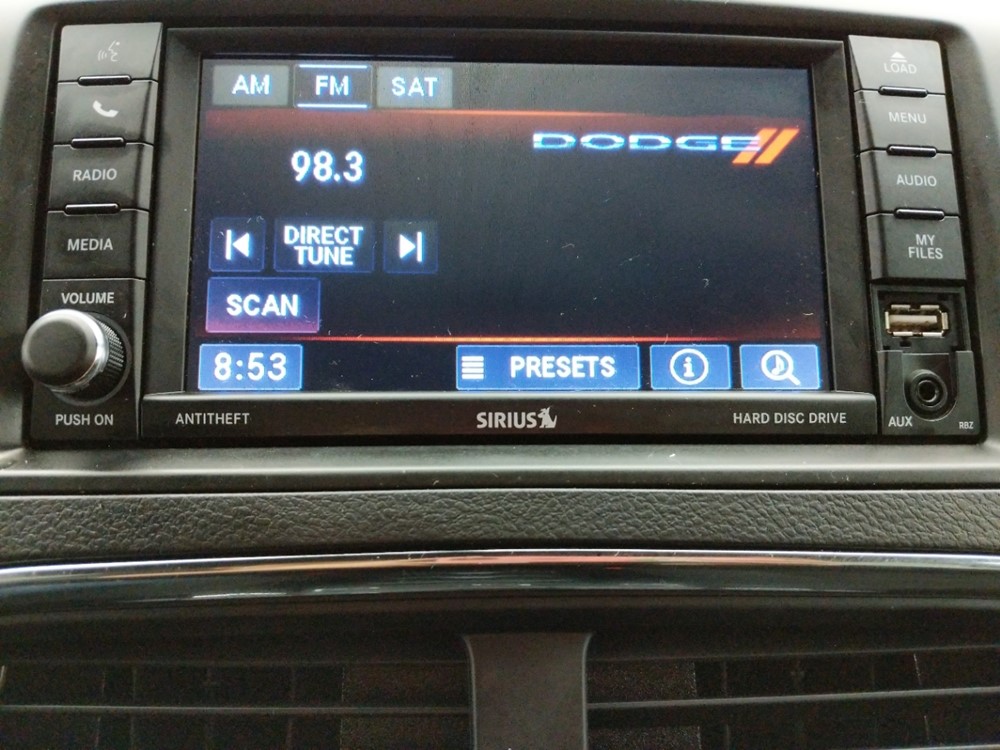 AM FM SAT
DODGE
98.3
DIRECT
TUNE
SCAN
8:53 PRESETS i
RADIO
MEDIA
VOLUME
PUSH ON
LOAD
MENU
AUDIO
MY
FILES
AUX RBZ
ANTITHEFT SIRIUS HARD DISC DRIVE